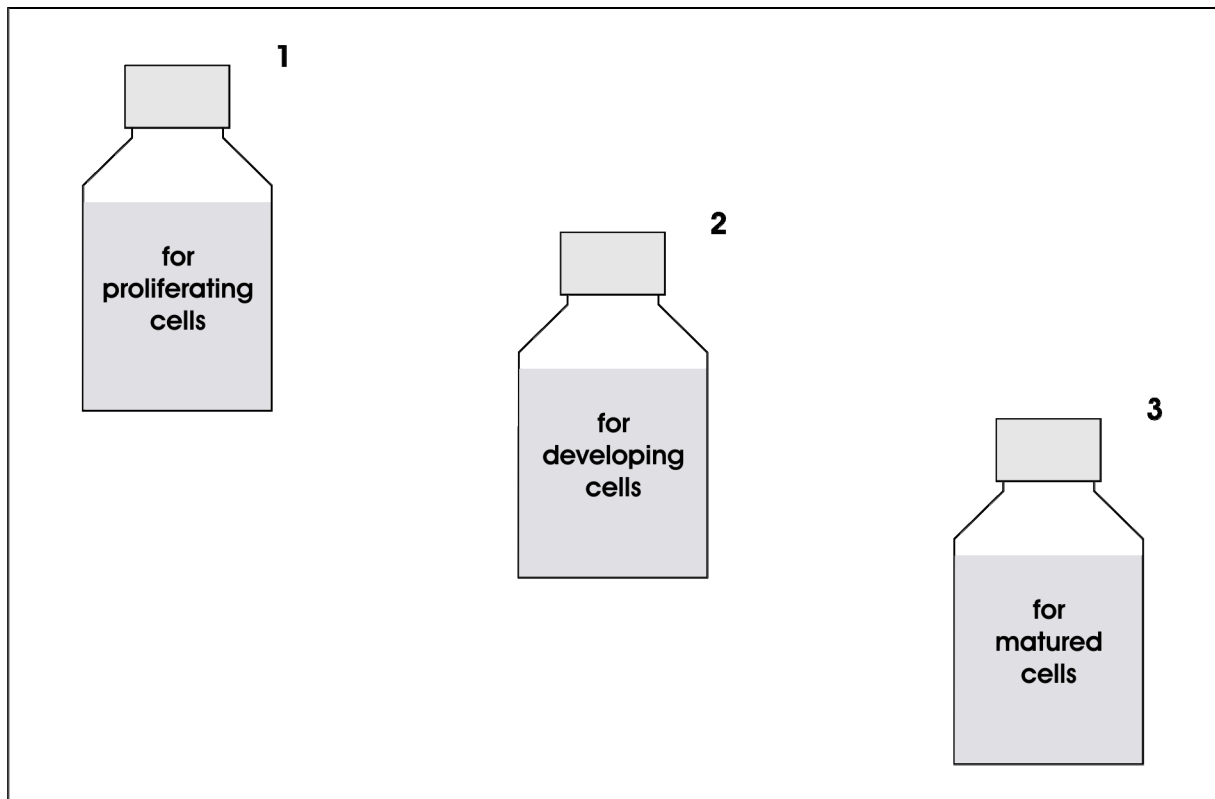 1
for
proliferating
cells
2
for
developing
cells
3
for
matured
cells